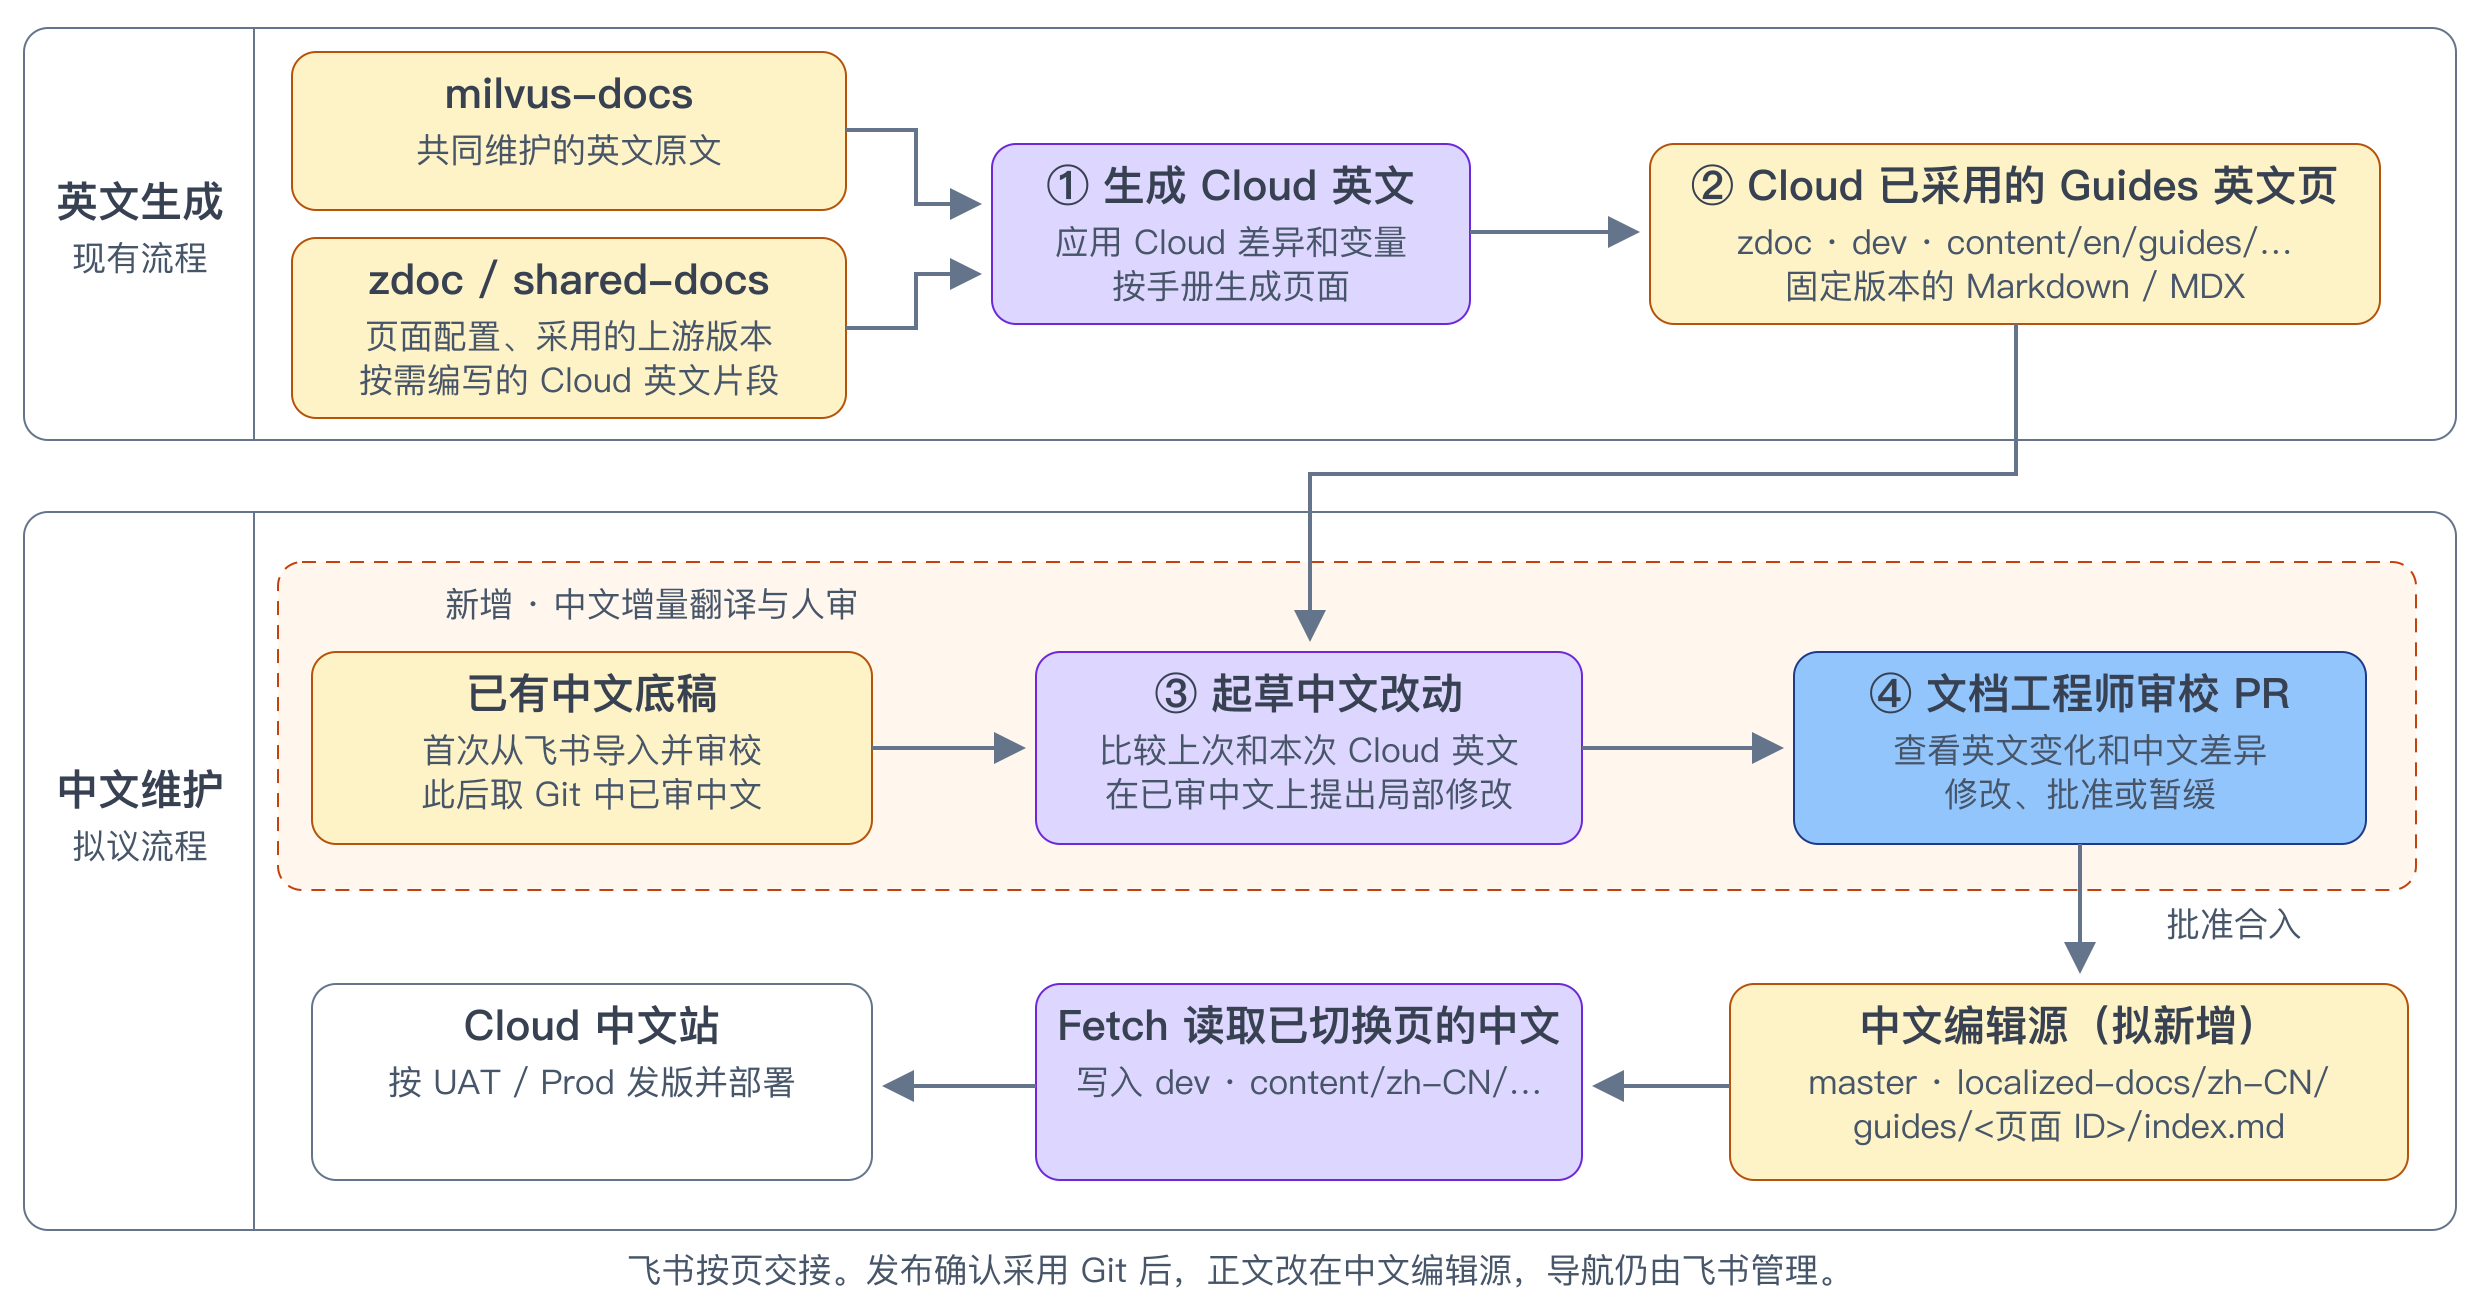 英文生成
现有流程
milvus-docs
共同维护的英文原文
zdoc / shared-docs
页面配置、采用的上游版本
按需编写的 Cloud 英文片段
① 生成 Cloud 英文
应用 Cloud 差异和变量
按手册生成页面
② Cloud 已采用的 Guides 英文页
zdoc · dev · content/en/guides/...
固定版本的 Markdown / MDX
中文维护
拟议流程
新增 · 中文增量翻译与人审
已有中文底稿
首次从飞书导入并审校
此后取 Git 中已审中文
③ 起草中文改动
比较上次和本次 Cloud 英文
在已审中文上提出局部修改
④ 文档工程师审校 PR
查看英文变化和中文差异
修改、批准或暂缓
批准合入
Cloud 中文站
按 UAT / Prod 发版并部署
Fetch 读取已切换页的中文
写入 dev · content/zh-CN/...
中文编辑源（拟新增）
master · localized-docs/zh-CN/
guides/<页面 ID>/index.md
飞书按页交接。发布确认采用 Git 后，正文改在中文编辑源，导航仍由飞书管理。